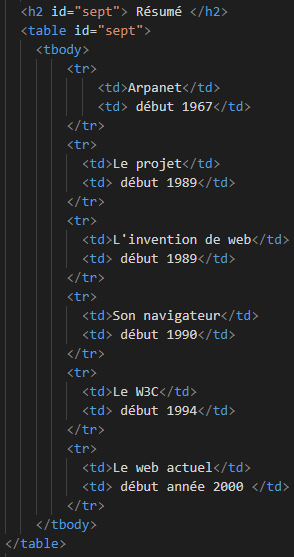 <h2 id="sept"> Résumé </h2>
<table id="sept">
<tbody>
<tr>
<td>Arpanet</td>
<td> début 1967</td>
</tr>
<tr>
<td>Le projet</td>
<td> début 1989</td>
</tr>
<tr>
<td>L'invention de web</td>
<td> début 1989</td>
</tr>
<tr>
<td>Son navigateur</td>
<td> début 1990</td>
</tr>
<tr>
<td>Le W3C</td>
<td> début 1994</td>
</tr>
<tr>
<td>Le web actuel</td>
<td> début année 2000 </td>
</tr>
</tbody>
</table>